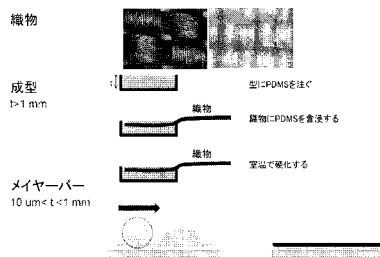 織物
成型
t>1 mm
t
型にPDMSを注ぐ
織物
織物にPDMSを含浸する
織物
室温で硬化する
メイヤーバー
10 um< t <1 mm